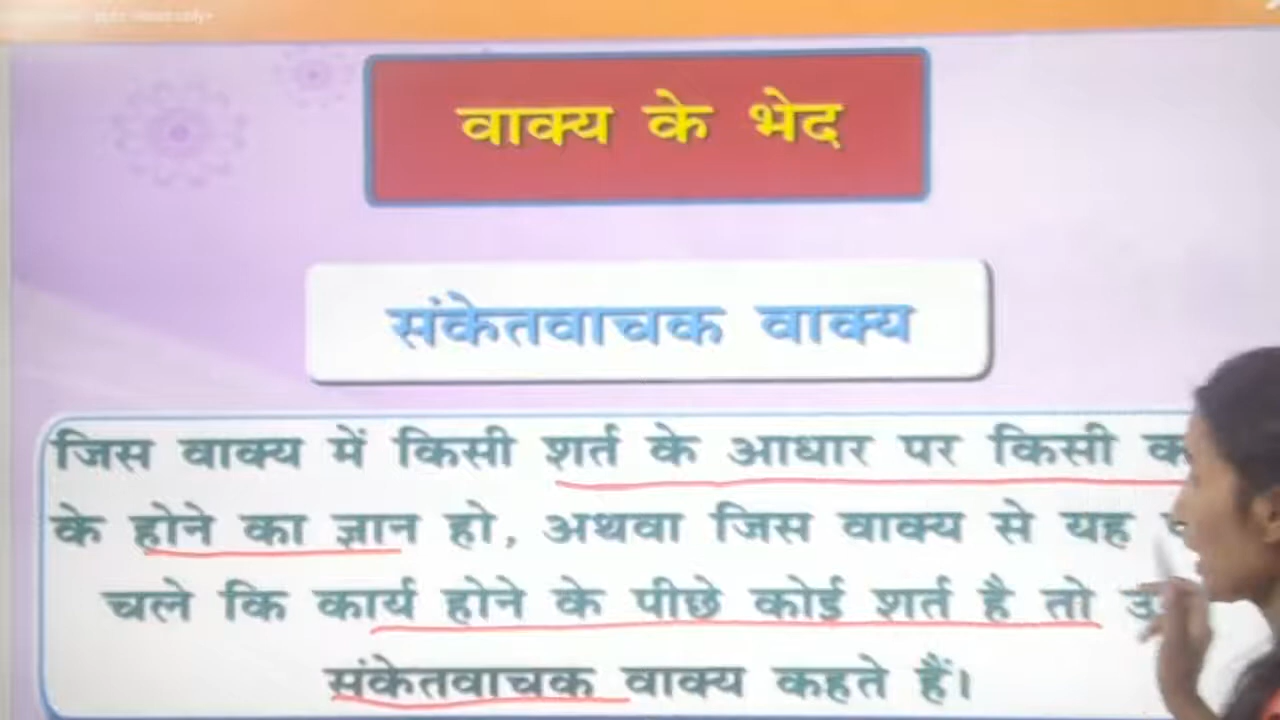 वाक्य के भेद
संकेतवाचक वाक्य
जिस वाक्य में किसी शर्त के आधार पर किसी
के होने का ज्ञान हो, अथवा जिस वाक्य से यह
चले कि कार्य होने के पीछे कोई शर्त है तो
संकेतवाचक वाक्य कहते हैं।